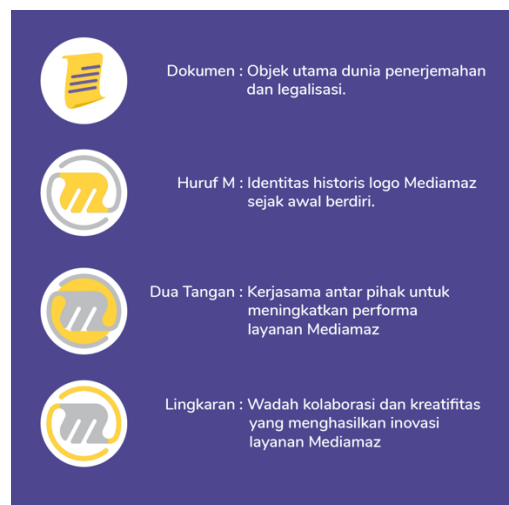 Dokumen : Objek utama dunia penerjemahan
dan legalisasi.
Huruf M : Identitas historis logo Mediamaz
sejak awal berdiri.
Dua Tangan : Kerjasama antar pihak untuk
meningkatkan performa
layanan Mediamaz
Lingkaran : Wadah kolaborasi dan kreatifitas
yang menghasilkan inovasi
layanan Mediamaz